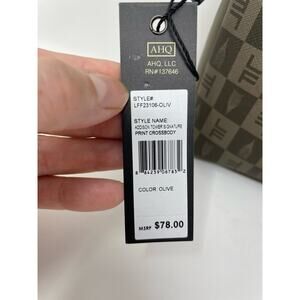 AHQ
AHQ, LLC
RN#137646
STYLE#
LFF23106-OLIV
STYLE NAME:
ADDISON TOWER SIGNATURE
PRINT CROSSBODY
COLOR: OLIVE
MSRP $78.00